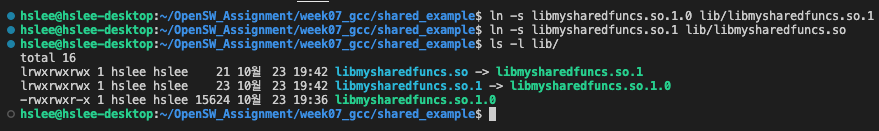 hslee@hslee-desktop:~/OpenSW_Assignment/week07_gcc/shared_example$ ln -s libmysharedfuncs.so.1.0 lib/libmysharedfuncs.so.1
hslee@hslee-desktop:~/OpenSW_Assignment/week07_gcc/shared_example$ ln -s libmysharedfuncs.so.1 lib/libmysharedfuncs.so
hslee@hslee-desktop:~/OpenSW_Assignment/week07_gcc/shared_example$ ls -l lib/
total 16
lrwxrwxrwx 1 hslee hslee    21 10월  23 19:42 libmysharedfuncs.so -> libmysharedfuncs.so.1
lrwxrwxrwx 1 hslee hslee    23 10월  23 19:42 libmysharedfuncs.so.1 -> libmysharedfuncs.so.1.0
-rwxrwxr-x 1 hslee hslee 15624 10월  23 19:36 libmysharedfuncs.so.1.0
hslee@hslee-desktop:~/OpenSW_Assignment/week07_gcc/shared_example$